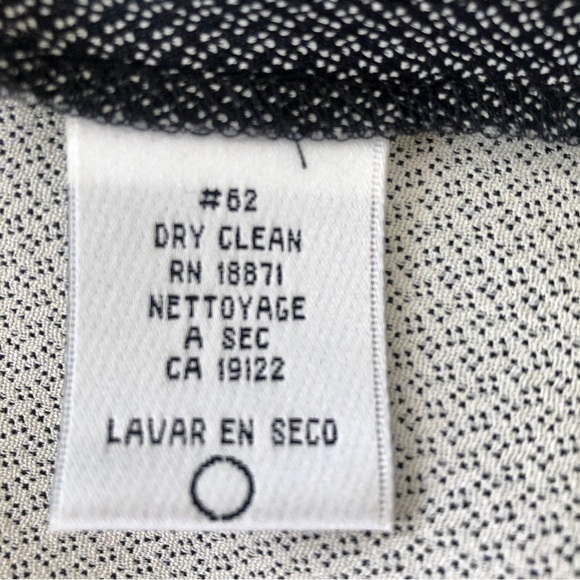 #62
DRY CLEAN
RN 18871
NETTOYAGE
A SEC
CA 19122
LAVAR EN SECO